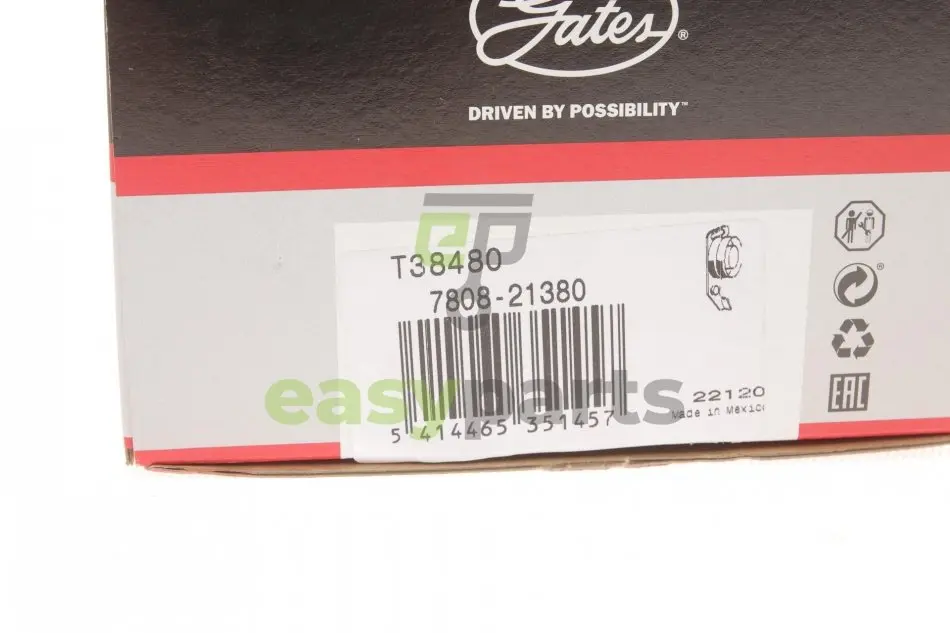 Gates®
DRIVEN BY POSSIBILITY™
T38480
7808-21380
5 414465 351457
22120
Made in Mexico
EAC
easyparts